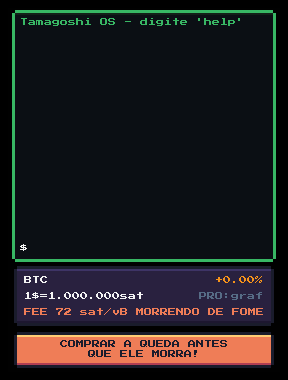 Tamagoshi OS - digite 'help'
$
BTC +0.00%
1$=1.000.000sat PRO:graf
FEE 72 sat/vB MORRENDO DE FOME
COMPRAR A QUEDA ANTES
QUE ELE MORRA!